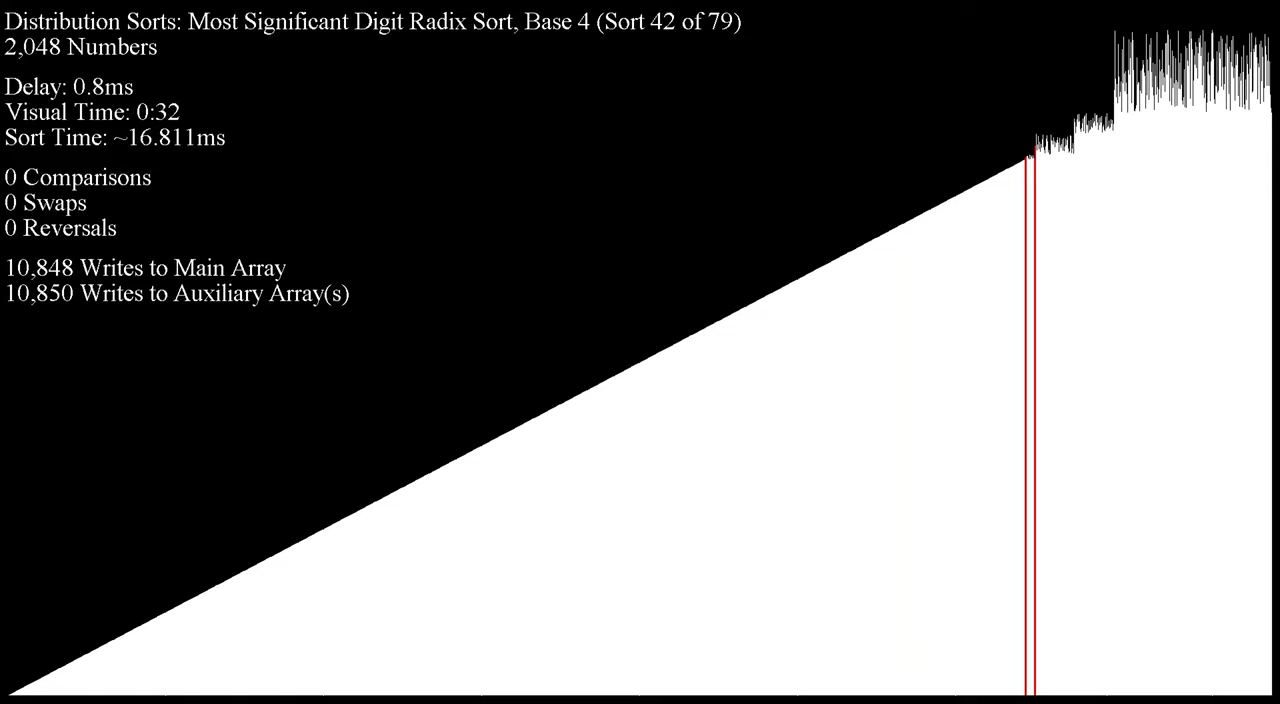 Distribution Sorts: Most Significant Digit Radix Sort, Base 4 (Sort 42 of 79)
2,048 Numbers
Delay: 0.8ms
Visual Time: 0:32
Sort Time: ~16.811ms
0 Comparisons
0 Swaps
0 Reversals
10,848 Writes to Main Array
10,850 Writes to Auxiliary Array(s)